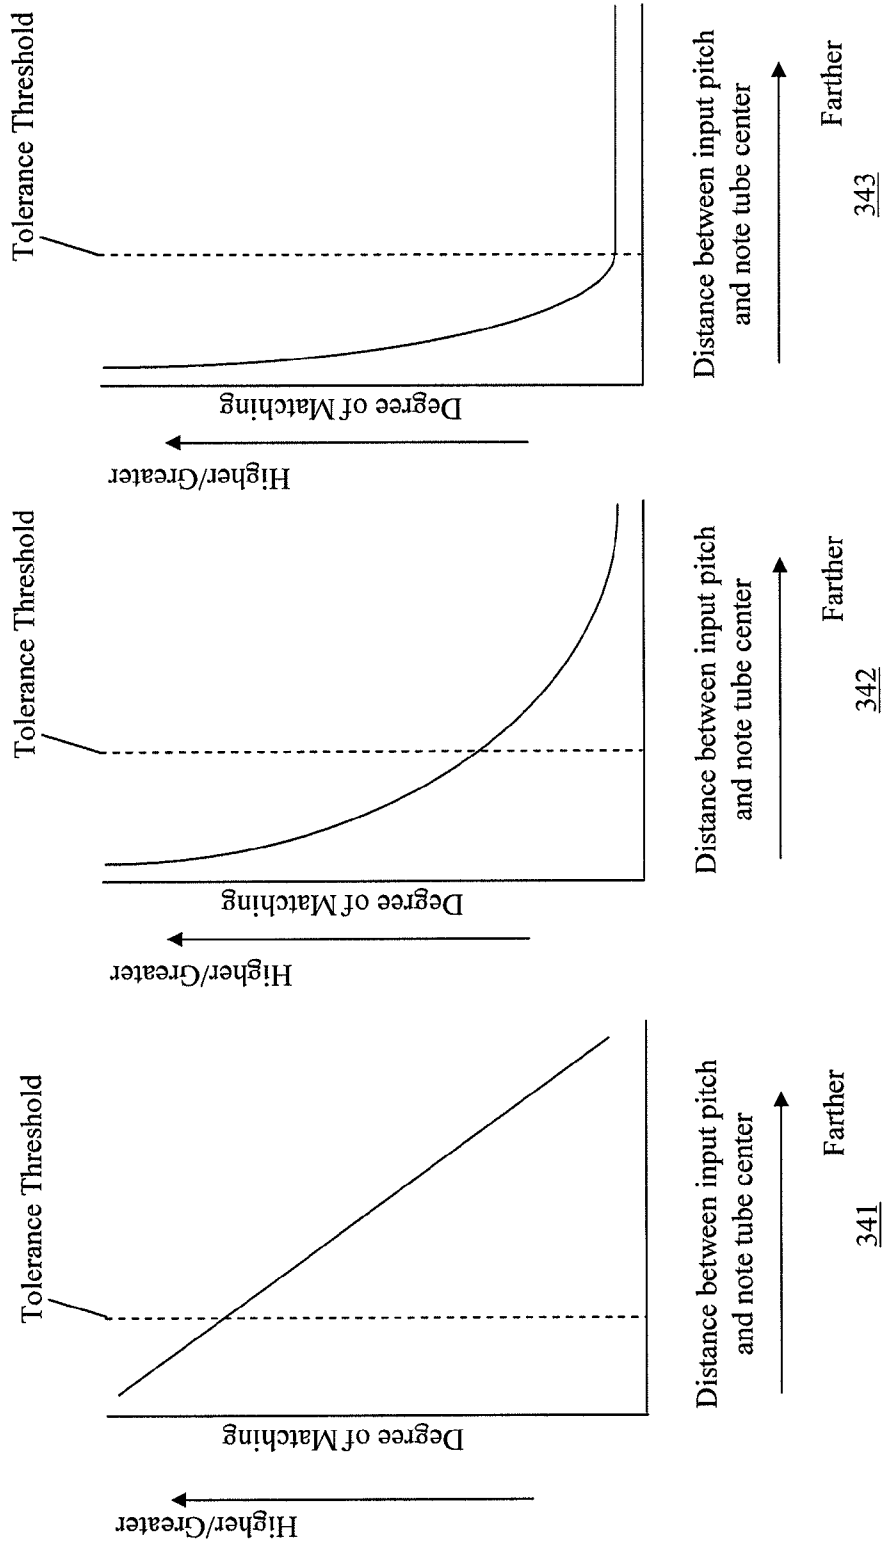 Tolerance Threshold
Higher/Greater
Degree of Matching
Distance between input pitch
and note tube center
Farther
341
Tolerance Threshold
Higher/Greater
Degree of Matching
Distance between input pitch
and note tube center
Farther
342
Tolerance Threshold
Higher/Greater
Degree of Matching
Distance between input pitch
and note tube center
Farther
343